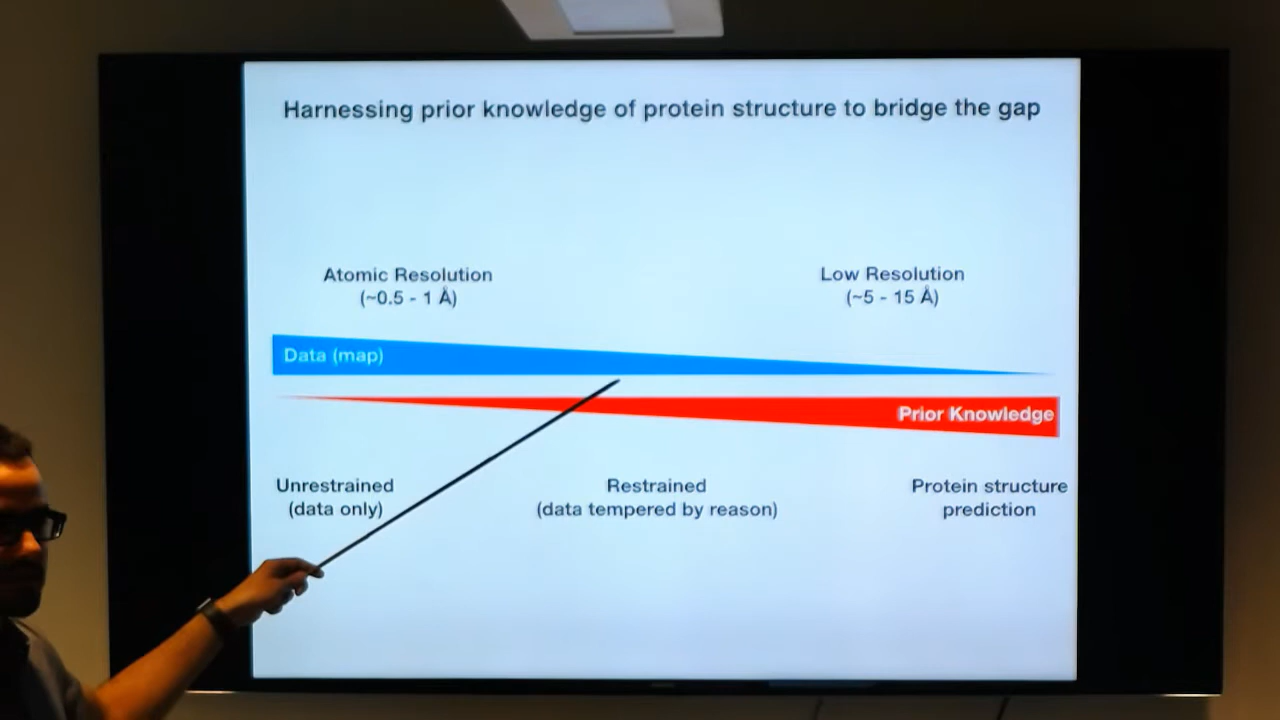 Harnessing prior knowledge of protein structure to bridge the gap
Atomic Resolution
(~0.5 - 1 Å)
Low Resolution
(~5 - 15 Å)
Data (map)
Prior Knowledge
Unrestrained
(data only)
Restrained
(data tempered by reason)
Protein structure
prediction